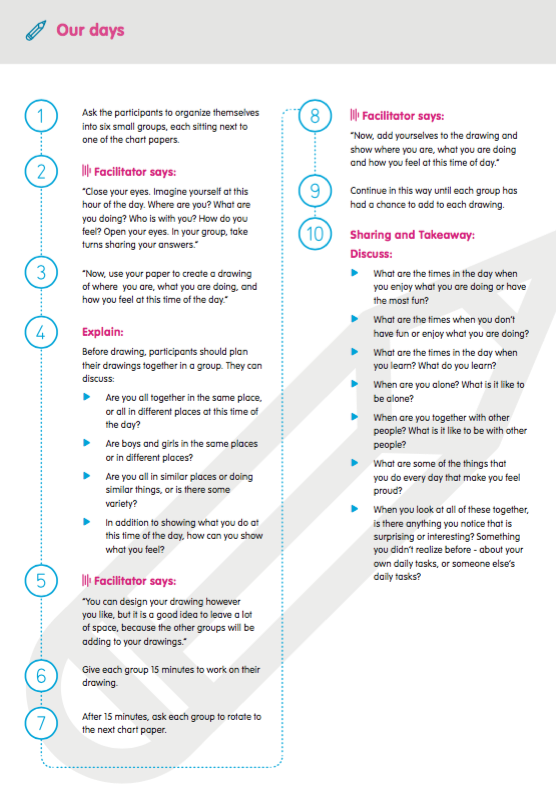 Our days
1
Ask the participants to organize themselves
into six small groups, each sitting next to
one of the chart papers.
2
Facilitator says:
"Close your eyes. Imagine yourself at this
hour of the day. Where are you? What are
you doing? Who is with you? How do you
feel? Open your eyes. In your group, take
turns sharing your answers."
3
"Now, use your paper to create a drawing
of where you are, what you are doing, and
how you feel at this time of the day."
4
Explain:
Before drawing, participants should plan
their drawings together in a group. They can
discuss:
Are you all together in the same place,
or all in different places at this time of
the day?
Are boys and girls in the same places
or in different places?
Are you all in similar places or doing
similar things, or is there some
variety?
In addition to showing what you do at
this time of the day, how can you show
what you feel?
5
Facilitator says:
"You can design your drawing however
you like, but it is a good idea to leave a lot
of space, because the other groups will be
adding to your drawings."
6
Give each group 15 minutes to work on their
drawing.
7
After 15 minutes, ask each group to rotate to
the next chart paper.
8
Facilitator says:
"Now, add yourselves to the drawing and
show where you are, what you are doing
and how you feel at this time of day."
9
Continue in this way until each group has
had a chance to add to each drawing.
10
Sharing and Takeaway:
Discuss:
What are the times in the day when
you enjoy what you are doing or have
the most fun?
What are the times when you don't
have fun or enjoy what you are doing?
What are the times in the day when
you learn? What do you learn?
When are you alone? What is it like to
be alone?
When are you together with other
people? What is it like to be with other
people?
What are some of the things that
you do every day that make you feel
proud?
When you look at all of these together,
is there anything you notice that is
surprising or interesting? Something
you didn't realize before - about your
own daily tasks, or someone else's
daily tasks?